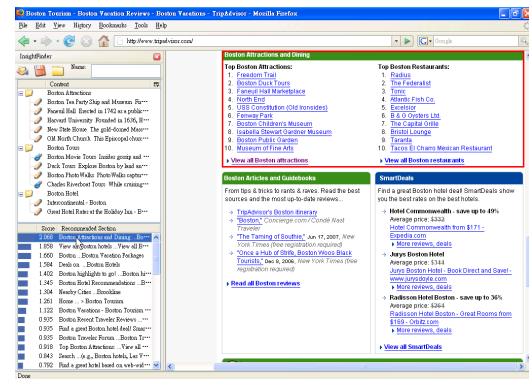 Boston Tourism - Boston Vacation Reviews - Boston Vacations - TripAdvisor - Mozilla Firefox
File Edit View History Bookmarks Tools Help
http://www.tripadvisor.com/
Google
InsightFinder
Name:
Content
Boston Attractions
Boston Tea Party Ship and Museum Fir...
Faneuil Hall Erected in 1742 as a public...
Harvard University Founded in 1636, H...
New State House The gold-domed Mass...
Old North Church This Episcopal churc...
Boston Tours
Boston Movie Tours Insider gossip and ...
Duck Tours Explore Boston by land and...
Boston PhotoWalks PhotoWalks captur...
Charles Riverboat Tours While cruising...
Boston Hotel
Intercontinental - Boston
Great Hotel Rates at the Holiday Inn - B...
Score Recommended Section
2.060 Boston Attractions and Dining ...Bo...
1.858 View all Boston hotels ...View all B...
1.660 Boston ...Boston Vacation Packages
1.584 Deals on ...Boston Hotels
1.402 Boston highlights to go! ...Boston hi...
1.345 Boston Hotel Recommendations ...B...
1.304 Nearby Cities ...Brookline
1.261 Home ... > Boston Tourism
1.122 Boston Vacations - Boston Tourism ...
0.935 Boston Recent Traveler Reviews ...
0.935 Find a great Boston hotel deal! Smar...
0.935 Boston Traveler Forum ...Boston To...
0.918 Top Boston Attractions: ...View all ...
0.843 Search ...(e.g., Boston hotels, Las V...
0.792 Find a great hotel based on web-wid...
Boston Attractions and Dining
Top Boston Attractions:
1. Freedom Trail
2. Boston Duck Tours
3. Faneuil Hall Marketplace
4. North End
5. USS Constitution (Old Ironsides)
6. Fenway Park
7. Boston Children's Museum
8. Isabella Stewart Gardner Museum
9. Boston Public Garden
10. Museum of Fine Arts
View all Boston attractions
Top Boston Restaurants:
1. Radius
2. The Federalist
3. Tonic
4. Atlantic Fish Co.
5. Excelsior
6. B & G Oysters Ltd.
7. The Capital Grille
8. Bristol Lounge
9. Taranta
10. Tacos El Charro Mexican Restaurant
View all Boston restaurants
Boston Articles and Guidebooks
From tips & tricks to rants & raves. Read the best
sources and the most up-to-date reviews...
TripAdvisor's Boston itinerary
"Boston," Concierge.com / Condé Nast
Traveler
"The Taming of Southie," Jun 17, 2007, New
York Times (free registration required)
"Once a Hub of Strife, Boston Woos Black
Tourists," Dec 8, 2006, New York Times (free
registration required)
Read all Boston reviews
SmartDeals
Find a great Boston hotel deal! SmartDeals show
you the best rates on the best hotels.
Hotel Commonwealth - save up to 49%
Average price: $332
Hotel Commonwealth from $171 -
Expedia.com
More reviews, deals
Jurys Boston Hotel
Average price: $344
Jurys Boston Hotel - Book Direct and Save! -
www.jurysdoyle.com
More reviews, deals
Radisson Hotel Boston - save up to 36%
Average price: $264
Radisson Hotel Boston - Great Rooms from
$169 - Orbitz.com
More reviews, deals
View all SmartDeals
Done